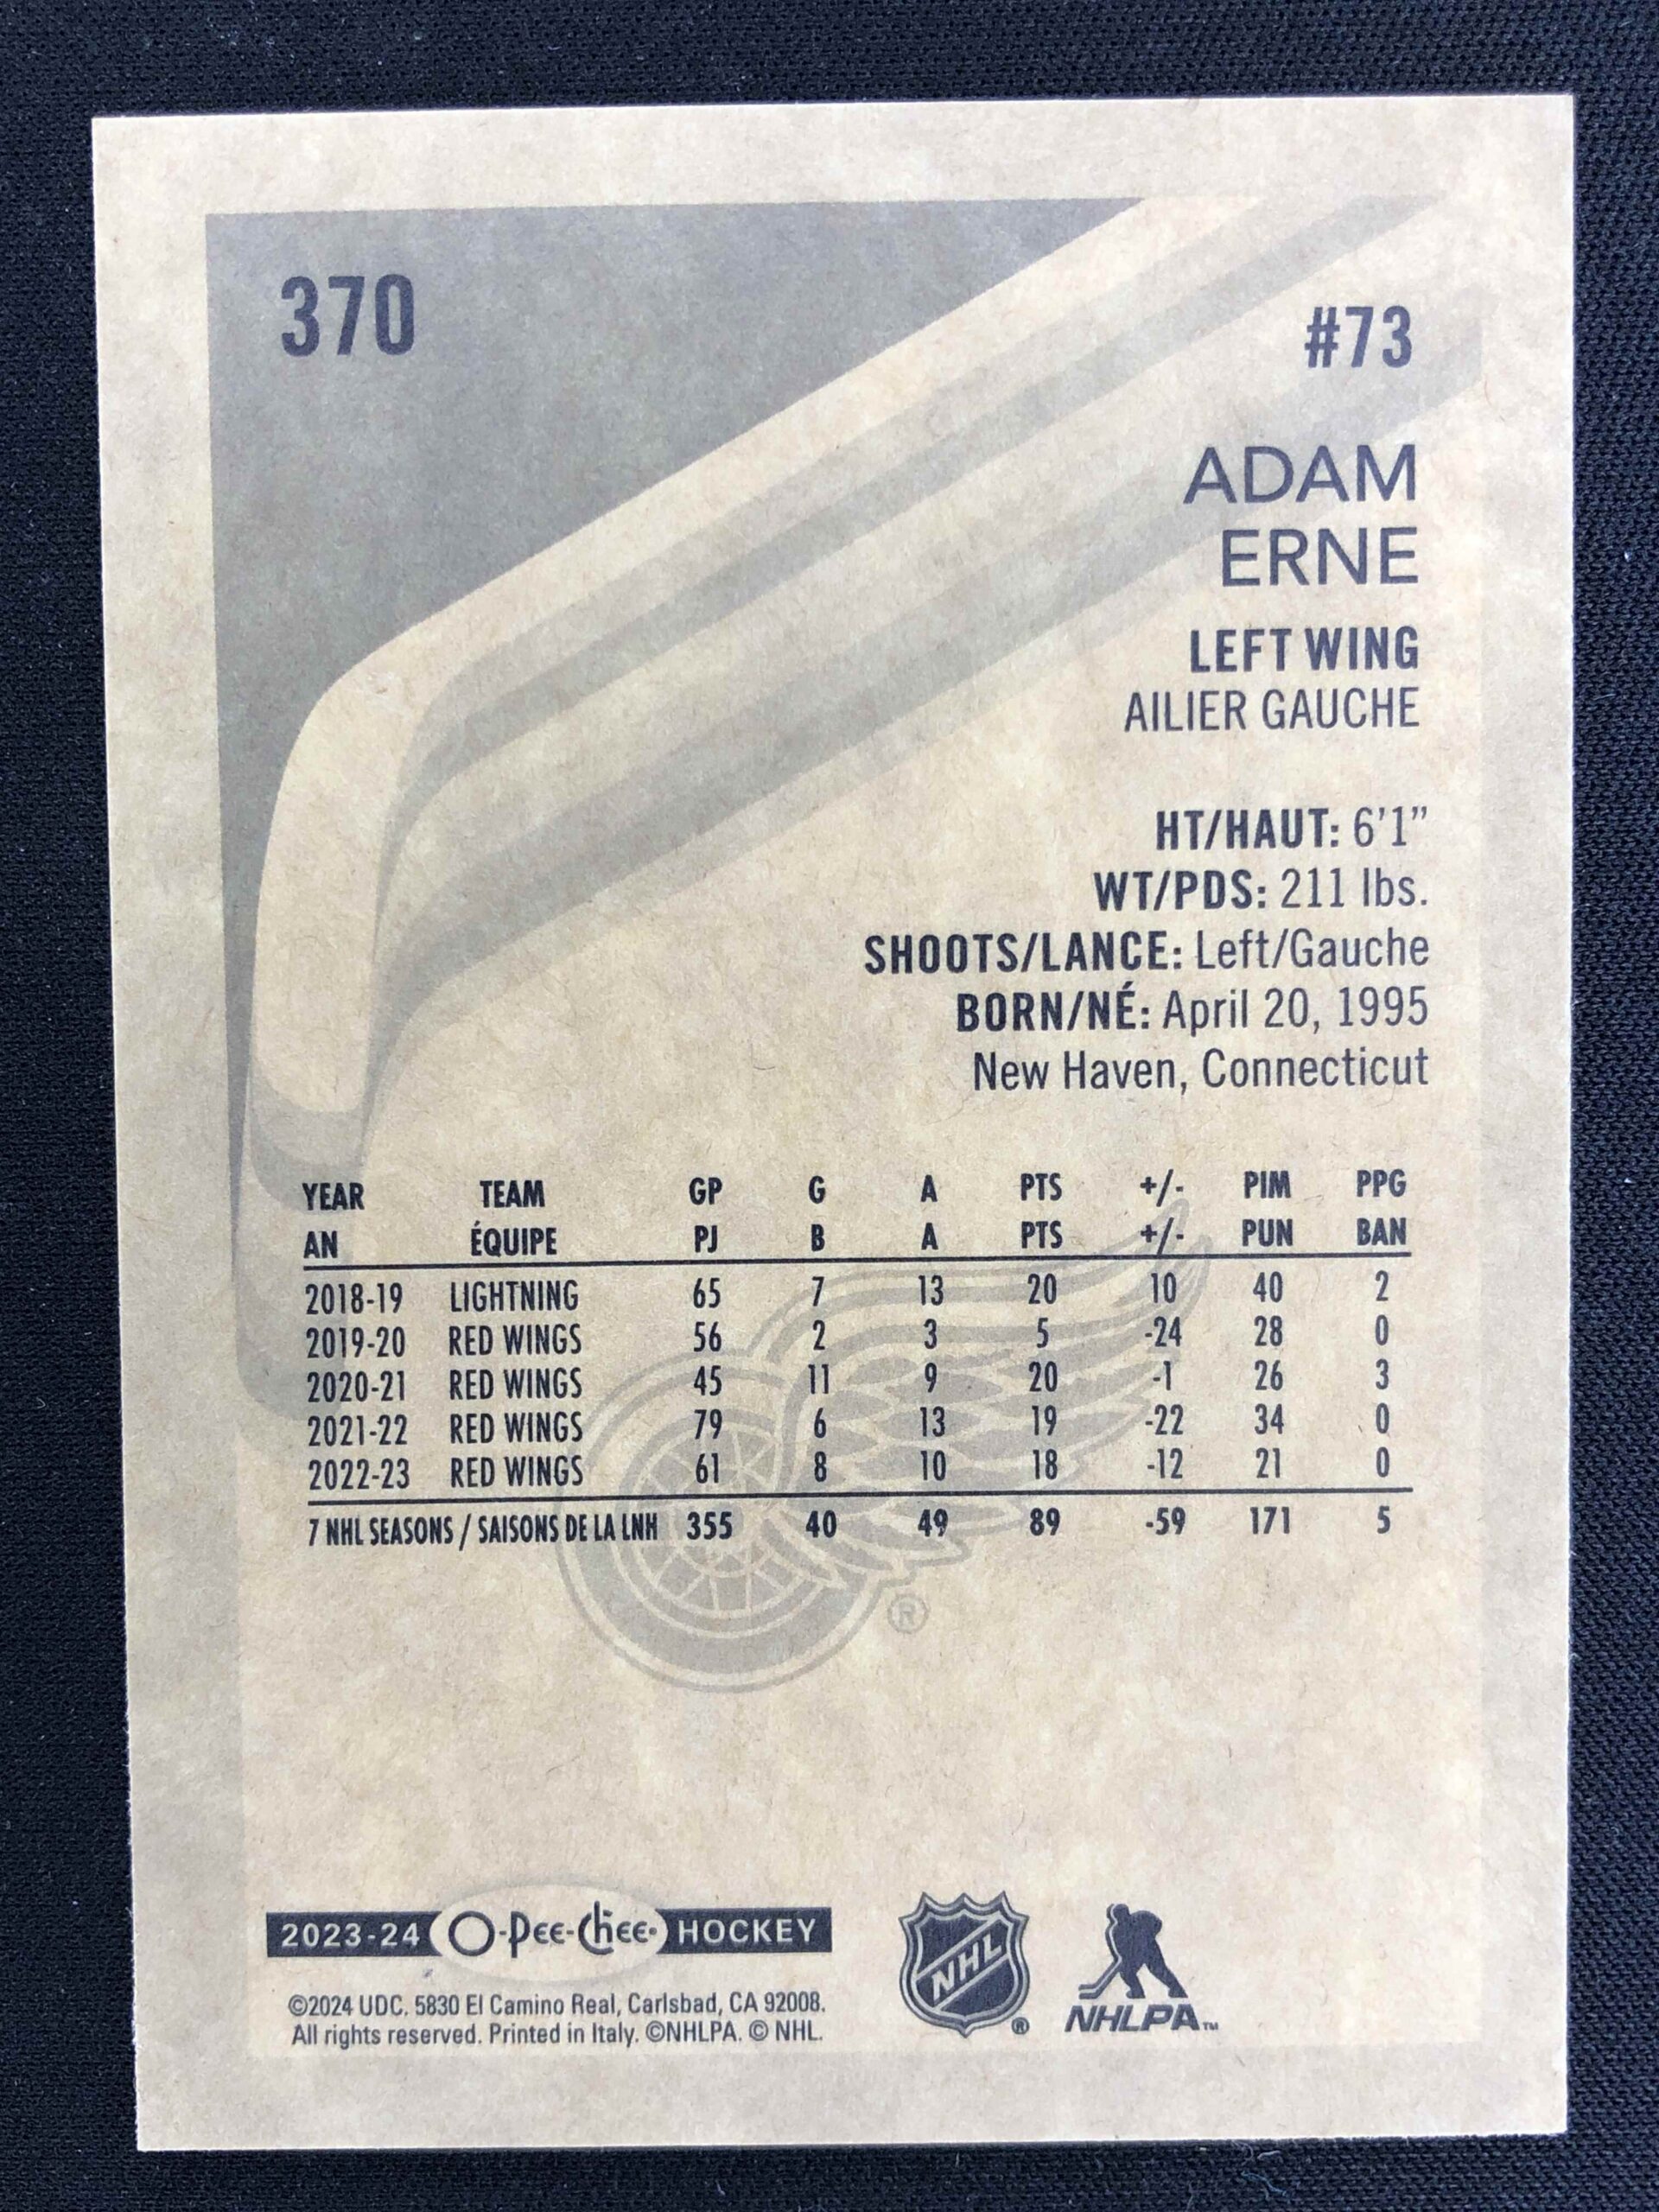 370
#73
ADAM
ERNE
LEFT WING
AILIER GAUCHE
HT/HAUT: 6'1"
WT/PDS: 211 lbs.
SHOOTS/LANCE: Left/Gauche
BORN/NÉ: April 20, 1995
New Haven, Connecticut
YEAR TEAM GP G A PTS +/- PIM PPG
AN ÉQUIPE PJ B A PTS +/- PUN BAN
2018-19 LIGHTNING 65 7 13 20 10 40 2
2019-20 RED WINGS 56 2 3 5 -24 28 0
2020-21 RED WINGS 45 11 9 20 -1 26 3
2021-22 RED WINGS 79 6 13 19 -22 34 0
2022-23 RED WINGS 61 8 10 18 -12 21 0
7 NHL SEASONS / SAISONS DE LA LNH 355 40 49 89 -59 171 5
®
2023-24 O-Pee-Chee® HOCKEY
©2024 UDC. 5830 El Camino Real, Carlsbad, CA 92008.
All rights reserved. Printed in Italy. ©NHLPA. © NHL.
NHL ®
NHLPA™